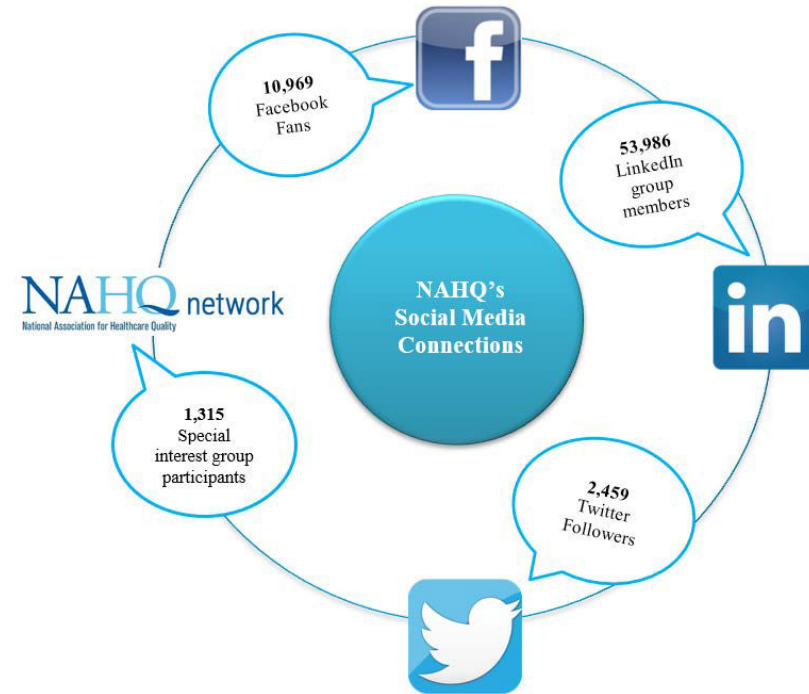 10,969
Facebook
Fans
53,986
LinkedIn
group
members
NAHQ's
Social Media
Connections
NAHQ network
National Association for Healthcare Quality
in
1,315
Special
interest group
participants
2,459
Twitter
Followers
f